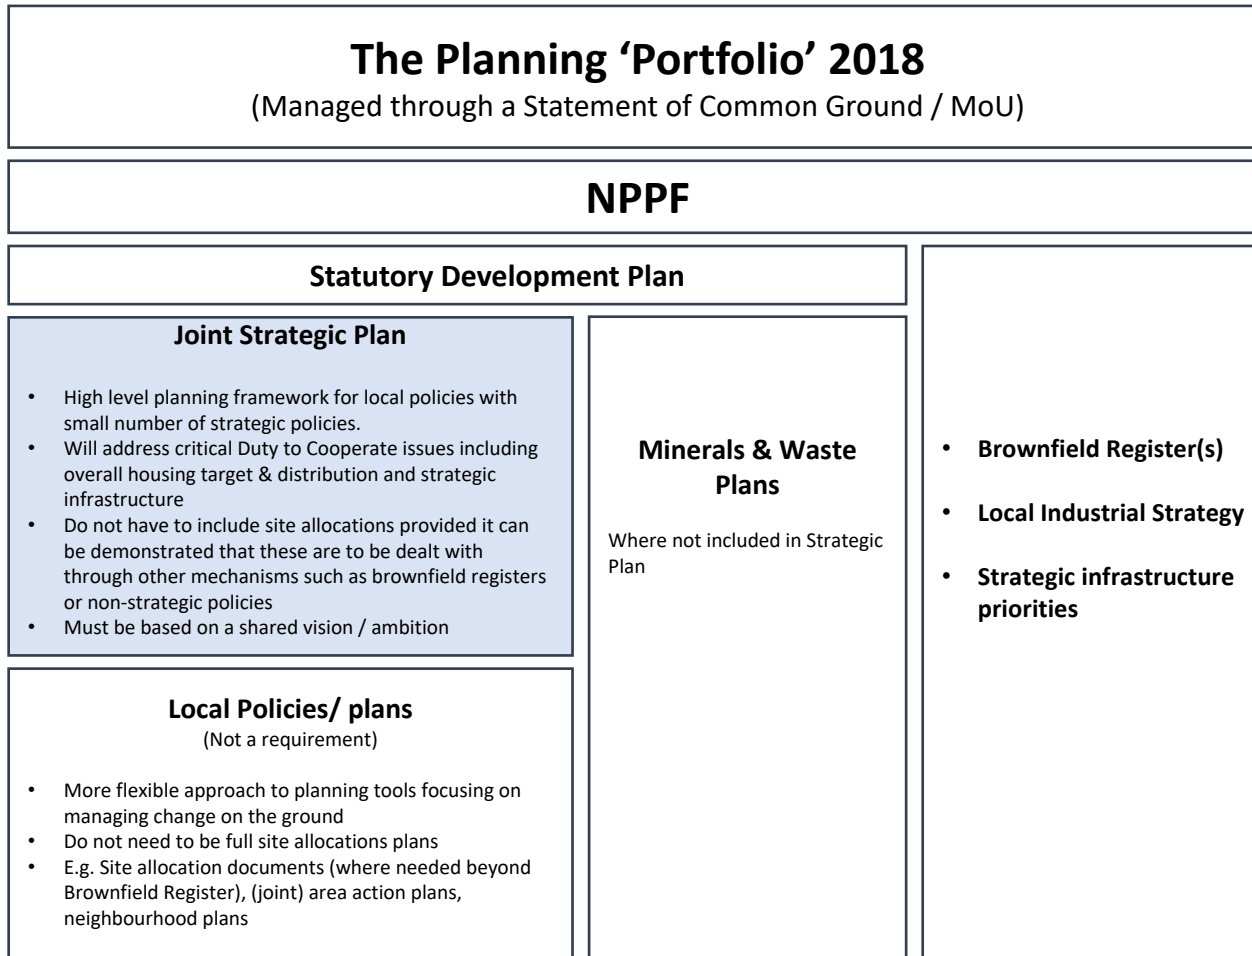 The Planning ‘Portfolio’ 2018
(Managed through a Statement of Common Ground / MoU)
NPPF
Statutory Development Plan
Joint Strategic Plan
• High level planning framework for local policies with
small number of strategic policies.
• Will address critical Duty to Cooperate issues including
overall housing target & distribution and strategic
infrastructure
• Do not have to include site allocations provided it can
be demonstrated that these are to be dealt with
through other mechanisms such as brownfield registers
or non-strategic policies
• Must be based on a shared vision / ambition
Local Policies/ plans
(Not a requirement)
• More flexible approach to planning tools focusing on
managing change on the ground
• Do not need to be full site allocations plans
• E.g. Site allocation documents (where needed beyond
Brownfield Register), (joint) area action plans,
neighbourhood plans
Minerals & Waste
Plans
Where not included in Strategic
Plan
• Brownfield Register(s)
• Local Industrial Strategy
• Strategic infrastructure
priorities